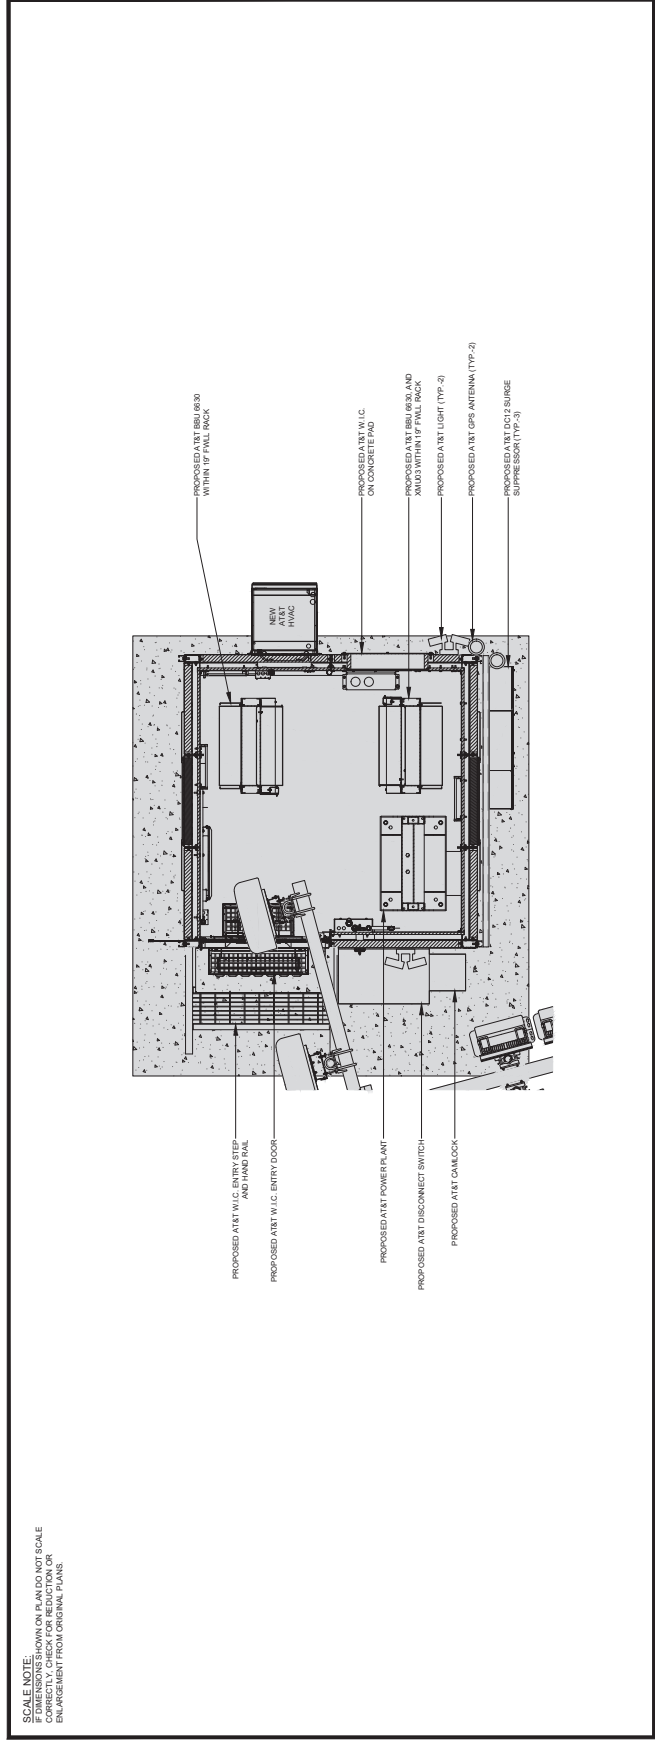 SCALE NOTE:
IF DIMENSIONS SHOWN ON PLAN DO NOT SCALE
CORRECTLY, CHECK FOR REDUCTION OR
ENLARGEMENT FROM ORIGINAL PLANS.
PROPOSED AT&T W.I.C. ENTRY STEP
AND HAND RAIL
PROPOSED AT&T W.I.C. ENTRY DOOR
PROPOSED AT&T POWER PLANT
PROPOSED AT&T DISCONNECT SWITCH
PROPOSED AT&T CAMLOCK
NEW
AT&T
HVAC
PROPOSED AT&T BBU 6630
WITHIN 19" FWLL RACK
PROPOSED AT&T W.I.C.
ON CONCRETE PAD
PROPOSED AT&T BBU 6630, AND
XMU03 WITHIN 19" FWLL RACK
PROPOSED AT&T LIGHT (TYP.-2)
PROPOSED AT&T GPS ANTENNA (TYP.-2)
PROPOSED AT&T DC12 SURGE
SUPPRESSOR (TYP.-3)